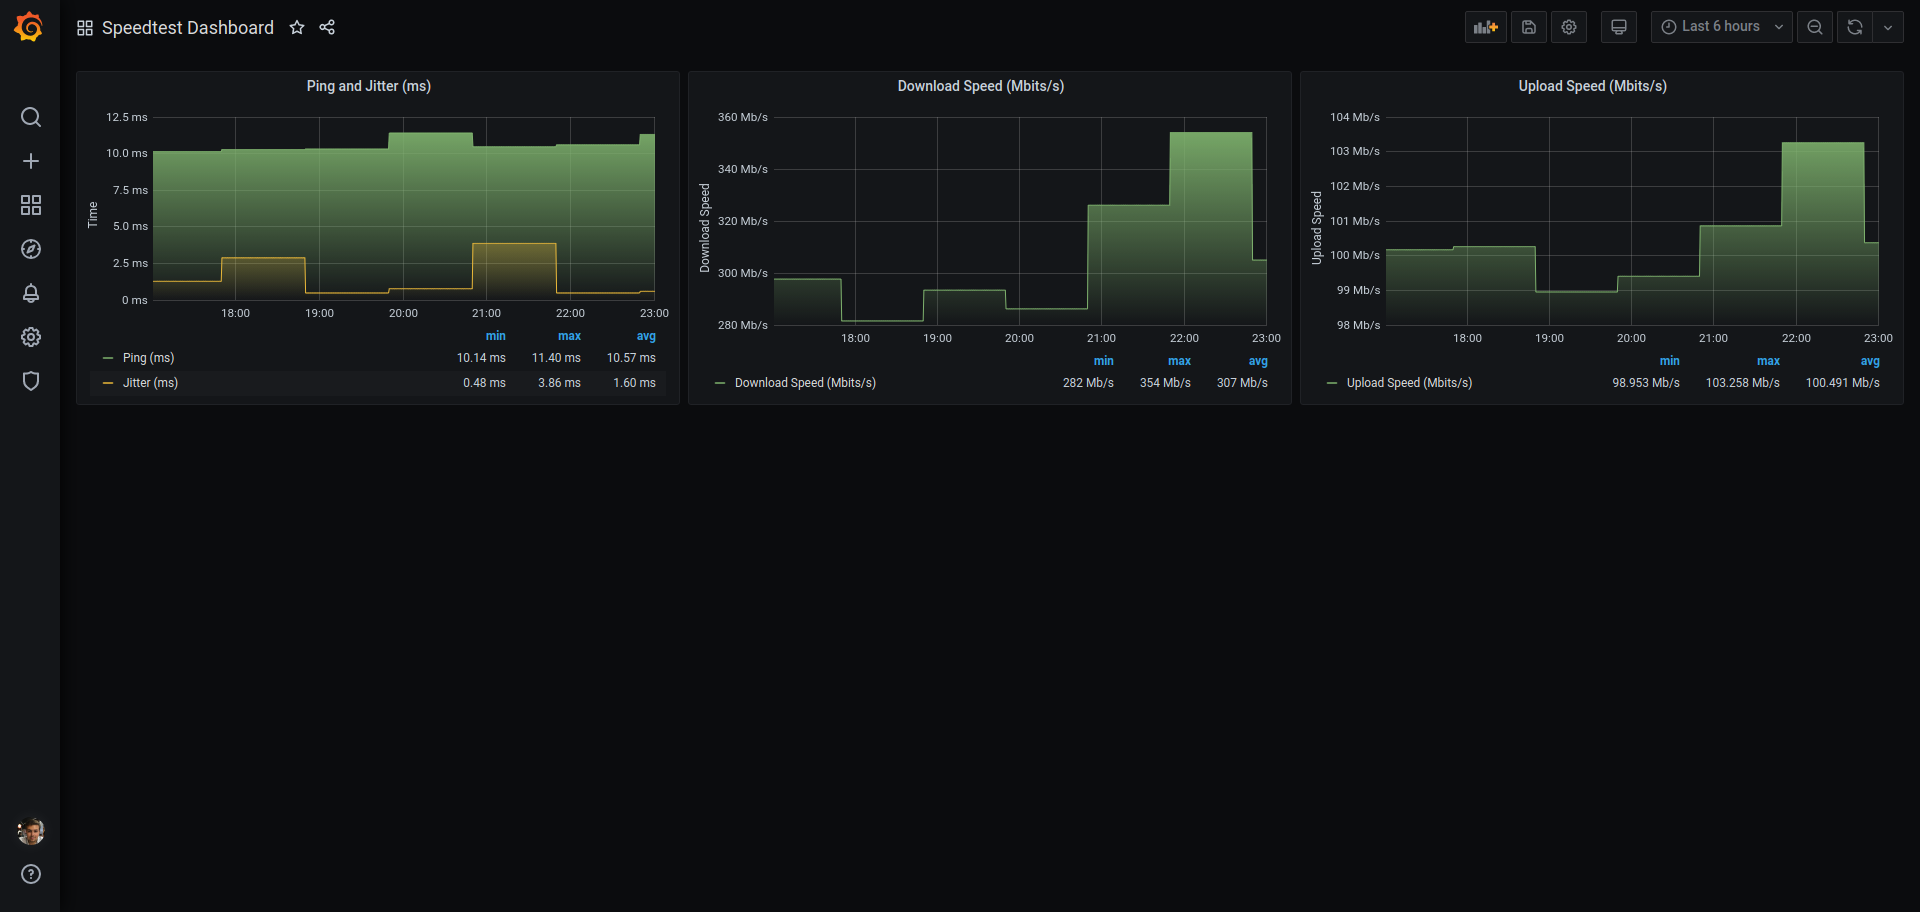 Speedtest Dashboard
Last 6 hours
Ping and Jitter (ms)
12.5 ms
10.0 ms
7.5 ms
5.0 ms
2.5 ms
0 ms
Time
18:00 19:00 20:00 21:00 22:00 23:00
min max avg
Ping (ms) 10.14 ms 11.40 ms 10.57 ms
Jitter (ms) 0.48 ms 3.86 ms 1.60 ms
Download Speed (Mbits/s)
360 Mb/s
340 Mb/s
320 Mb/s
300 Mb/s
280 Mb/s
Download Speed
18:00 19:00 20:00 21:00 22:00 23:00
min max avg
Download Speed (Mbits/s) 282 Mb/s 354 Mb/s 307 Mb/s
Upload Speed (Mbits/s)
104 Mb/s
103 Mb/s
102 Mb/s
101 Mb/s
100 Mb/s
99 Mb/s
98 Mb/s
Upload Speed
18:00 19:00 20:00 21:00 22:00 23:00
min max avg
Upload Speed (Mbits/s) 98.953 Mb/s 103.258 Mb/s 100.491 Mb/s